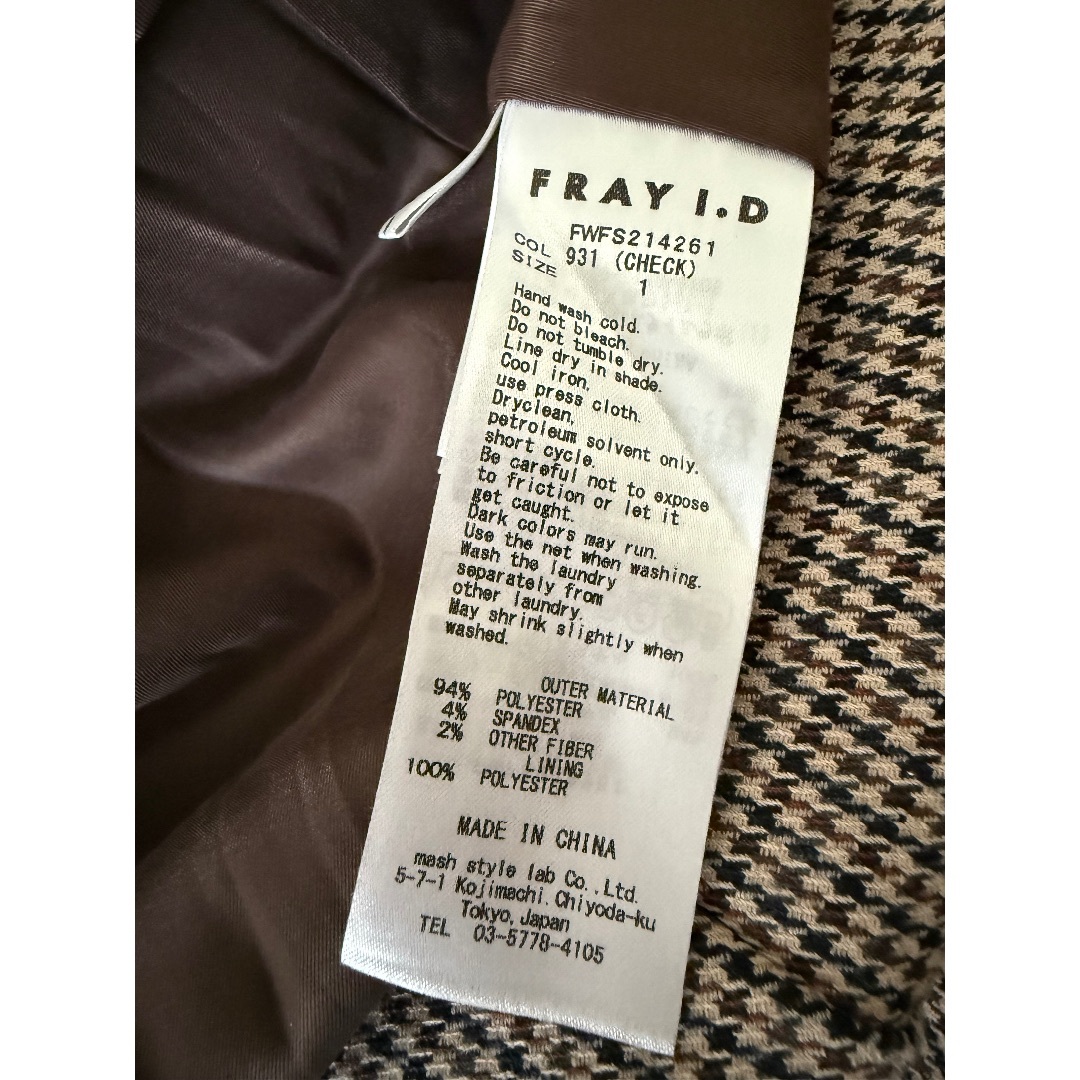 FRAY I.D
FWFS214261
COL 931 (CHECK)
SIZE 1
Hand wash cold.
Do not bleach.
Do not tumble dry.
Line dry in shade.
Cool iron,
use press cloth.
Dryclean,
petroleum solvent only.
short cycle.
Be careful not to expose
to friction or let it
get caught.
Dark colors may run.
Use the net when washing.
Wash the laundry
separately from
other laundry.
May shrink slightly when
washed.
OUTER MATERIAL
94% POLYESTER
4% SPANDEX
2% OTHER FIBER
LINING
100% POLYESTER
MADE IN CHINA
mash style lab Co.,Ltd.
5-7-1 Kojimachi, Chiyoda-ku
Tokyo, Japan
TEL 03-5778-4105